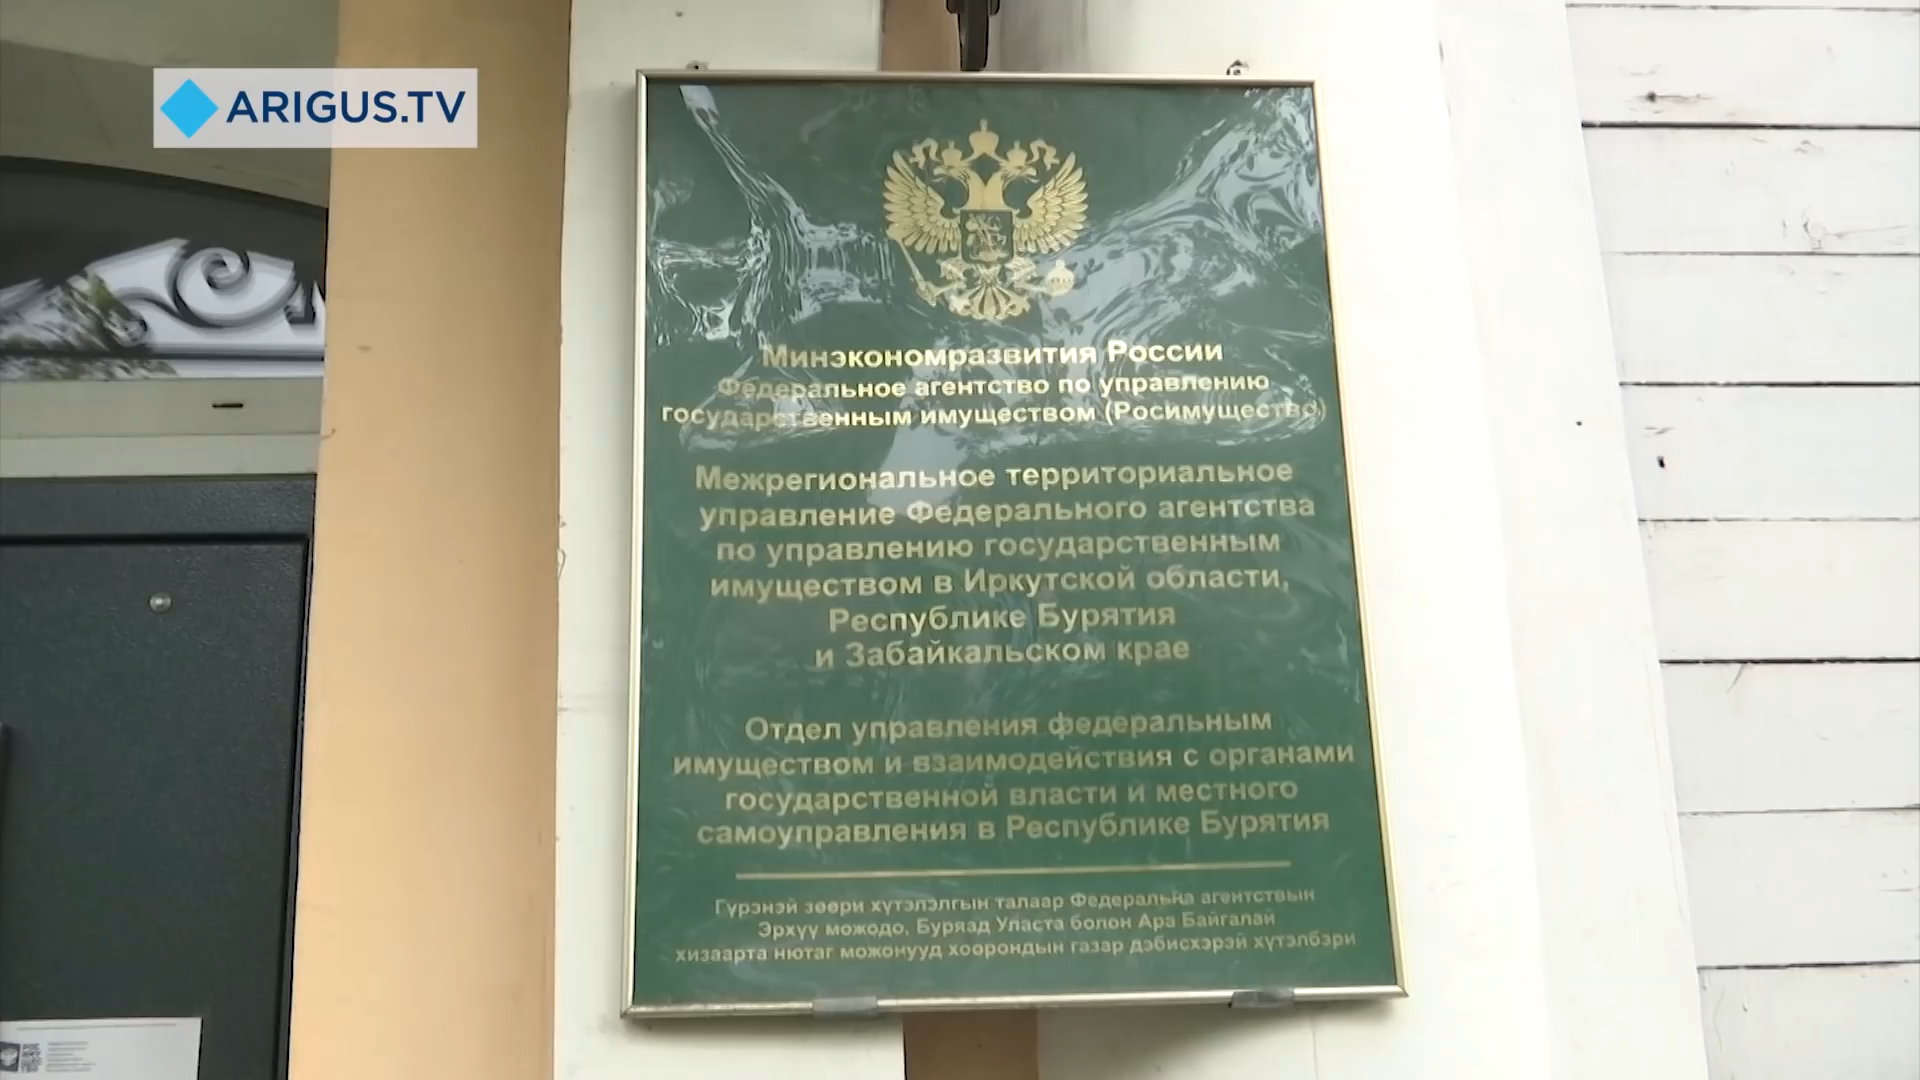 ARIGUS.TV
Минэкономразвития России
Федеральное агентство по управлению
государственным имуществом (Росимущество)
Межрегиональное территориальное
управление Федерального агентства
по управлению государственным
имуществом в Иркутской области,
Республике Бурятия
и Забайкальском крае
Отдел управления федеральным
имуществом и взаимодействия с органами
государственной власти и местного
самоуправления в Республике Бурятия
Гүрэнэй зөөри хүтэлэлгын талаар Федеральна агентствын
Эрхүү можодо, Буряад Уласта болон Ара Байгалай
хизаарта нютаг можонууд хоорондын газар дэбисхэрэй хүтэлбэри